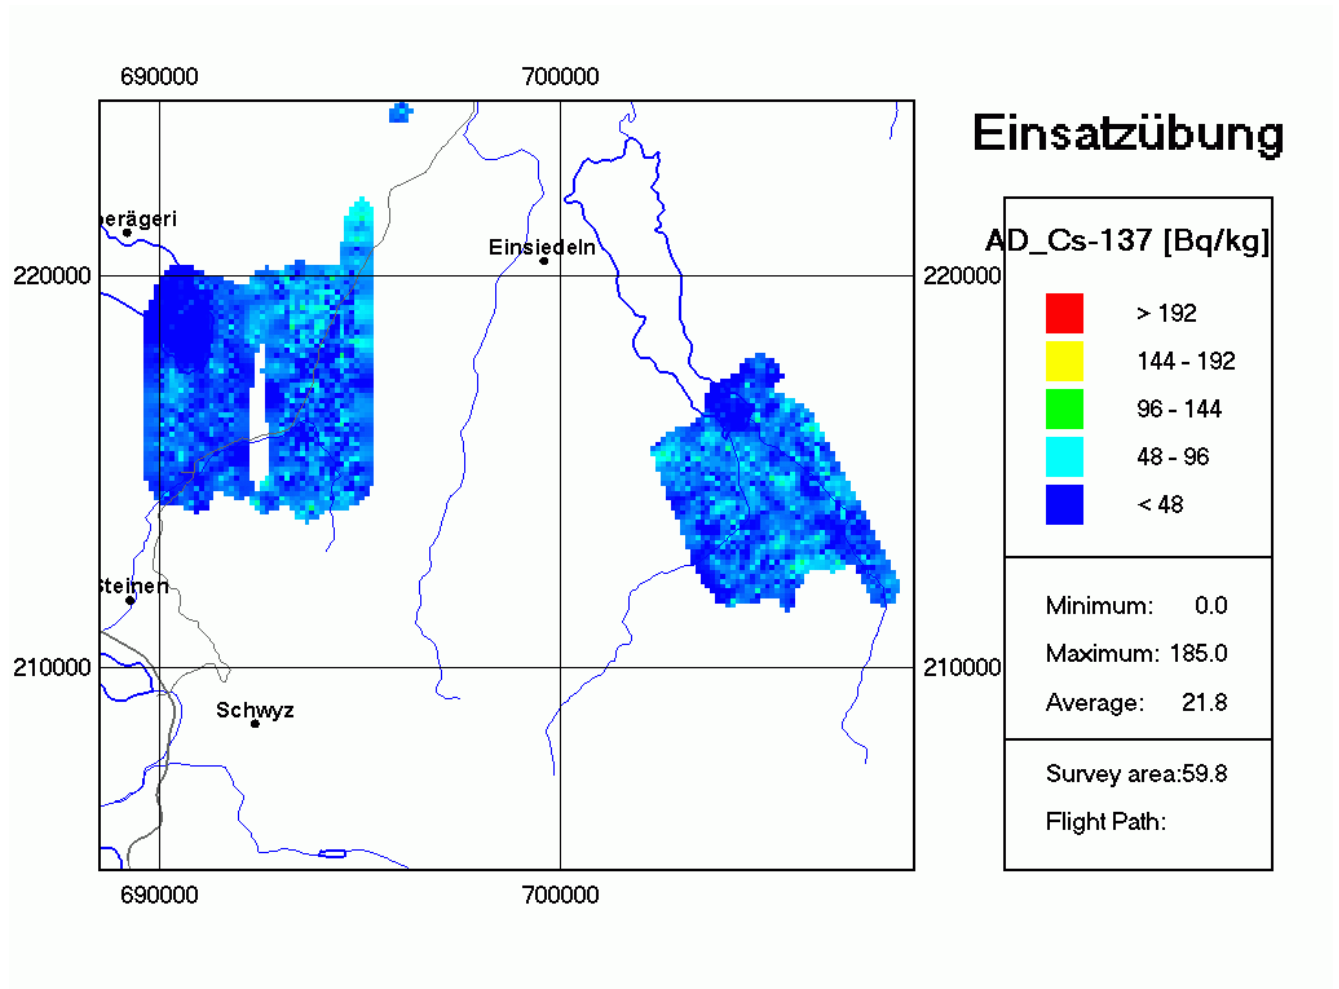 690000 700000
Einsatzübung
erägeri
Einsiedeln
AD_Cs-137 [Bq/kg]
220000 220000
> 192
144 - 192
96 - 144
48 - 96
< 48
Steinen
Minimum: 0.0
Maximum: 185.0
Average: 21.8
210000 210000
Schwyz
Survey area:59.8
Flight Path:
690000 700000